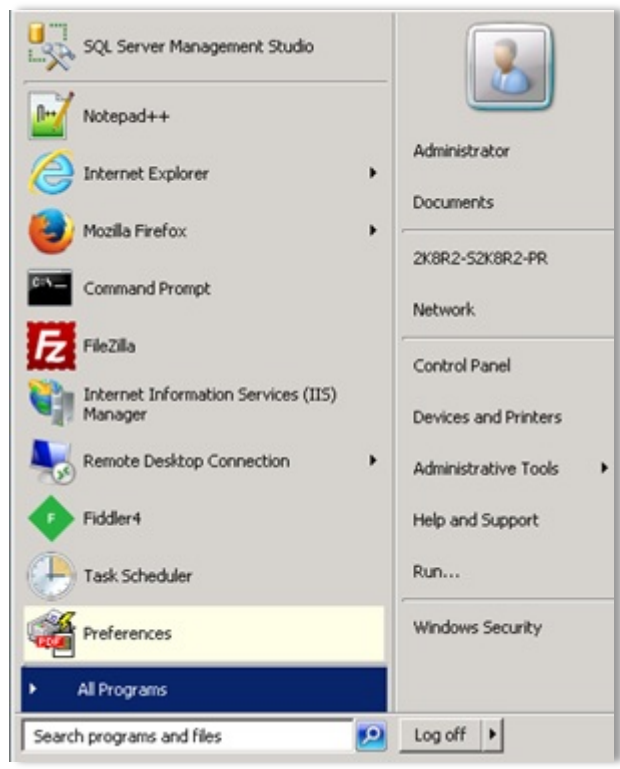 SQL Server Management Studio
Notepad++
Internet Explorer
Mozilla Firefox
C:\_
Command Prompt
Fz
FileZilla
Internet Information Services (IIS)
Manager
Remote Desktop Connection
F
Fiddler4
Task Scheduler
PDF
Preferences
All Programs
Search programs and files
Administrator
Documents
2K8R2-S2K8R2-PR
Network
Control Panel
Devices and Printers
Administrative Tools
Help and Support
Run...
Windows Security
Log off